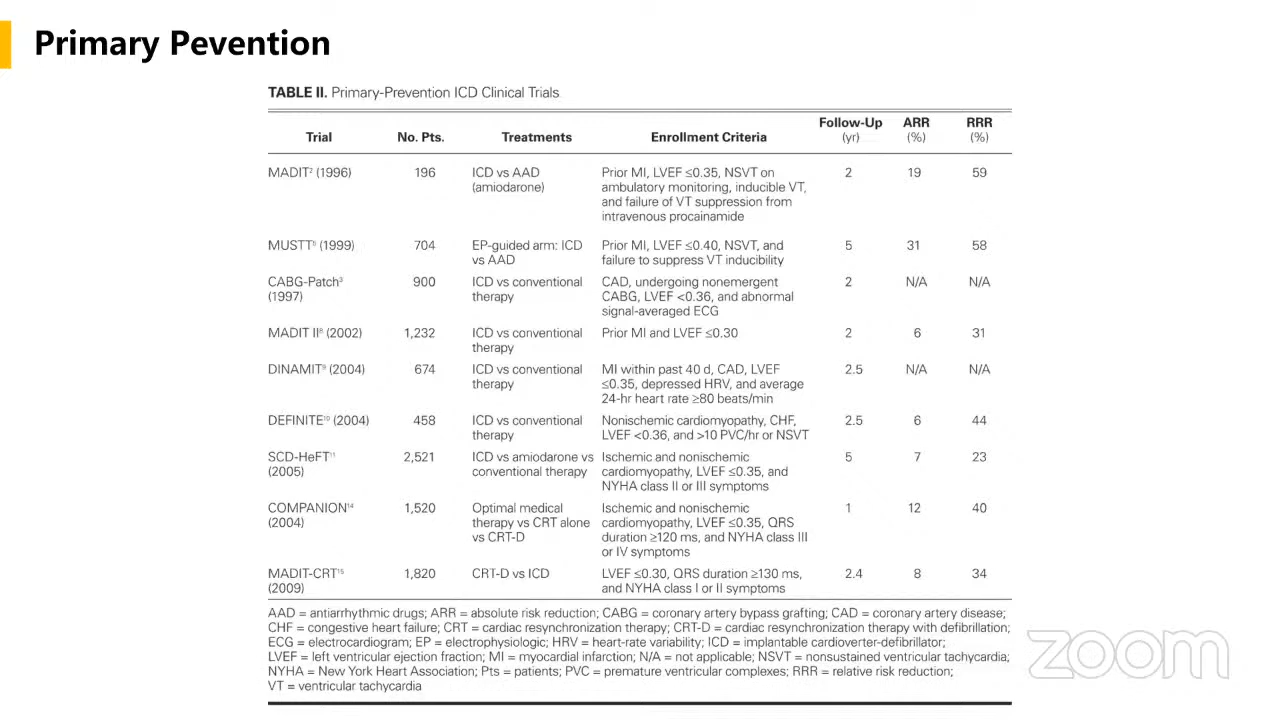 Primary Pevention
TABLE II. Primary-Prevention ICD Clinical Trials
Trial No. Pts. Treatments Enrollment Criteria Follow-Up (yr) ARR (%) RRR (%)
MADIT² (1996) 196 ICD vs AAD Prior MI, LVEF ≤0.35, NSVT on 2 19 59
(amiodarone) ambulatory monitoring, inducible VT,
and failure of VT suppression from
intravenous procainamide
MUSTT⁶ (1999) 704 EP-guided arm: ICD Prior MI, LVEF ≤0.40, NSVT, and 5 31 58
vs AAD failure to suppress VT inducibility
CABG-Patch³ 900 ICD vs conventional CAD, undergoing nonemergent 2 N/A N/A
(1997) therapy CABG, LVEF <0.36, and abnormal
signal-averaged ECG
MADIT II⁸ (2002) 1,232 ICD vs conventional Prior MI and LVEF ≤0.30 2 6 31
therapy
DINAMIT⁹ (2004) 674 ICD vs conventional MI within past 40 d, CAD, LVEF 2.5 N/A N/A
therapy ≤0.35, depressed HRV, and average
24-hr heart rate ≥80 beats/min
DEFINITE¹⁰ (2004) 458 ICD vs conventional Nonischemic cardiomyopathy, CHF, 2.5 6 44
therapy LVEF <0.36, and >10 PVC/hr or NSVT
SCD-HeFT¹¹ 2,521 ICD vs amiodarone vs Ischemic and nonischemic 5 7 23
(2005) conventional therapy cardiomyopathy, LVEF ≤0.35, and
NYHA class II or III symptoms
COMPANION¹⁴ 1,520 Optimal medical Ischemic and nonischemic 1 12 40
(2004) therapy vs CRT alone cardiomyopathy, LVEF ≤0.35, QRS
vs CRT-D duration ≥120 ms, and NYHA class III
or IV symptoms
MADIT-CRT¹⁵ 1,820 CRT-D vs ICD LVEF ≤0.30, QRS duration ≥130 ms, 2.4 8 34
(2009) and NYHA class I or II symptoms
AAD = antiarrhythmic drugs; ARR = absolute risk reduction; CABG = coronary artery bypass grafting; CAD = coronary artery disease;
CHF = congestive heart failure; CRT = cardiac resynchronization therapy; CRT-D = cardiac resynchronization therapy with defibrillation;
ECG = electrocardiogram; EP = electrophysiologic; HRV = heart-rate variability; ICD = implantable cardioverter-defibrillator;
LVEF = left ventricular ejection fraction; MI = myocardial infarction; N/A = not applicable; NSVT = nonsustained ventricular tachycardia;
NYHA = New York Heart Association; Pts = patients; PVC = premature ventricular complexes; RRR = relative risk reduction;
VT = ventricular tachycardia
zoom